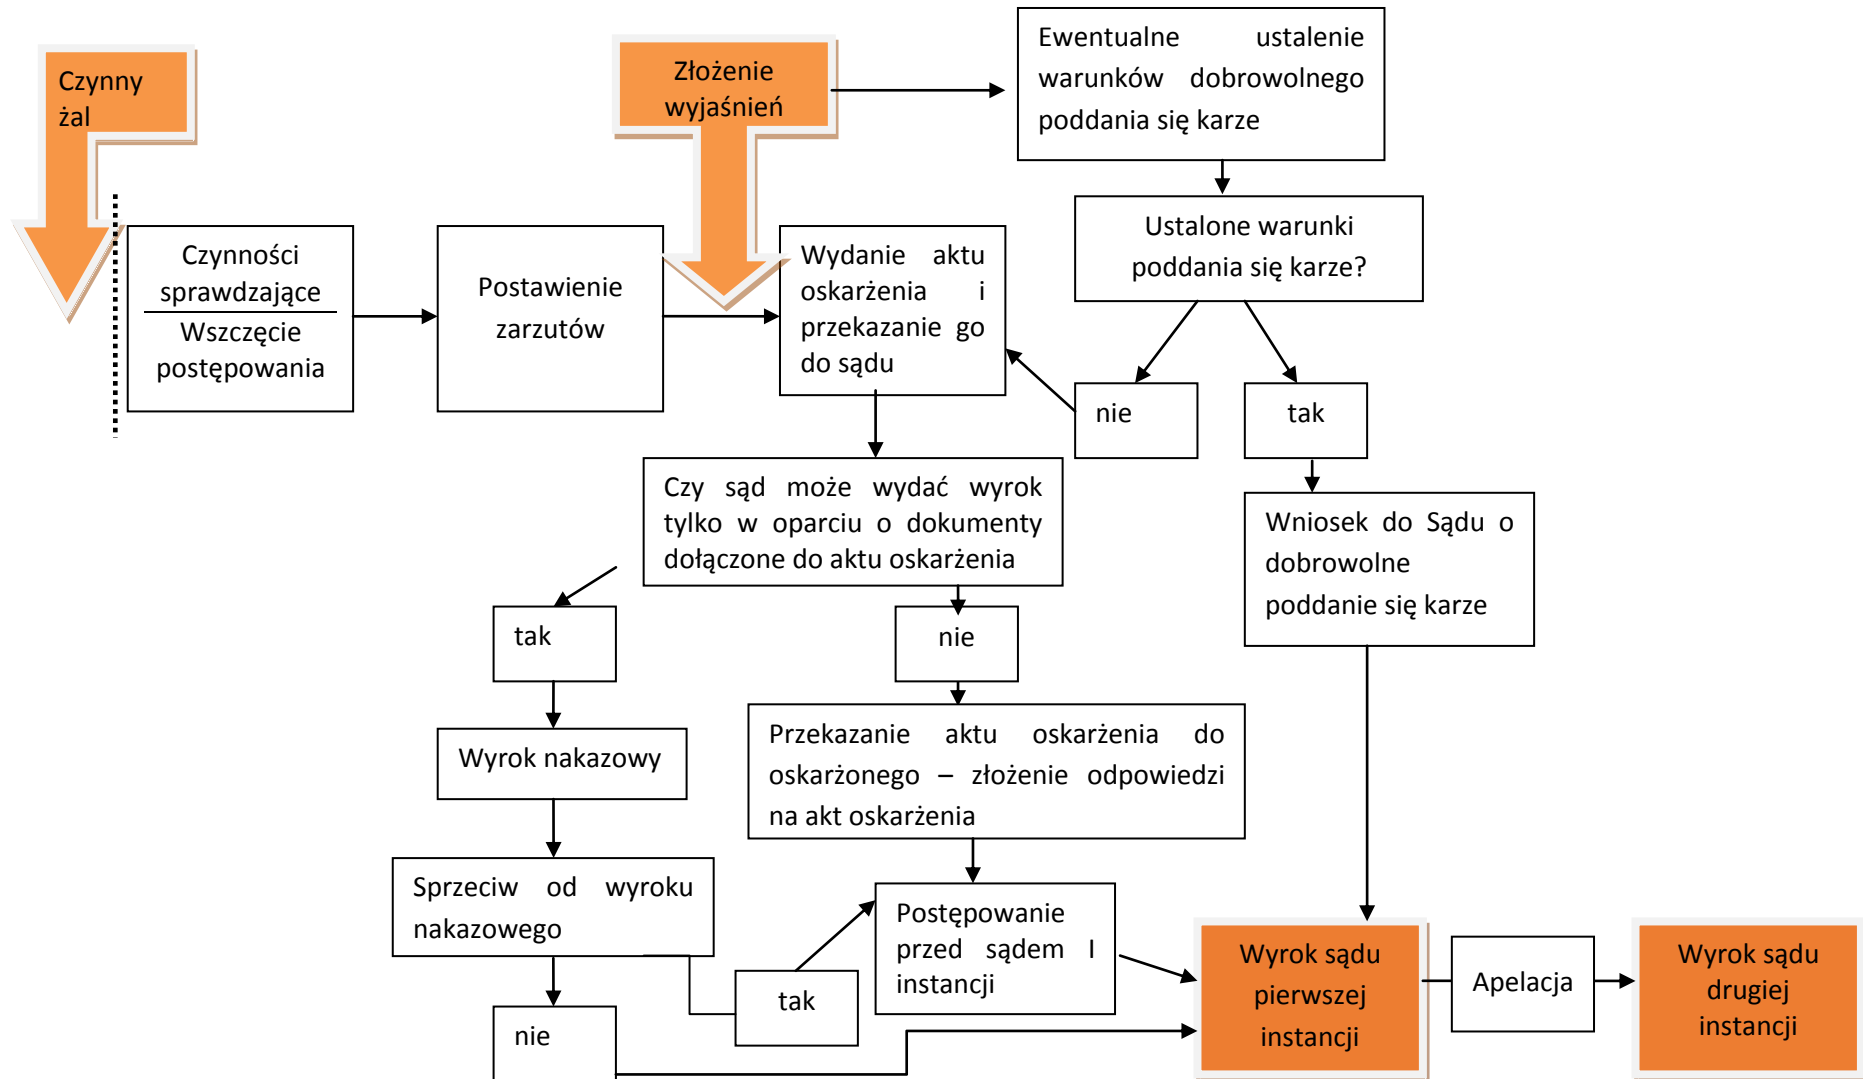 Czynny
żal
Złożenie
wyjaśnień
Ewentualne ustalenie
warunków dobrowolnego
poddania się karze
Czynności
sprawdzające
Wszczęcie
postępowania
Postawienie
zarzutów
Wydanie aktu
oskarżenia i
przekazanie go
do sądu
Ustalone warunki
poddania się karze?
nie
tak
Czy sąd może wydać wyrok
tylko w oparciu o dokumenty
dołączone do aktu oskarżenia
Wniosek do Sądu o
dobrowolne
poddanie się karze
tak
nie
Wyrok nakazowy
Przekazanie aktu oskarżenia do
oskarżonego – złożenie odpowiedzi
na akt oskarżenia
Sprzeciw od wyroku
nakazowego
Postępowanie
przed sądem I
instancji
tak
nie
Wyrok sądu
pierwszej
instancji
Apelacja
Wyrok sądu
drugiej
instancji